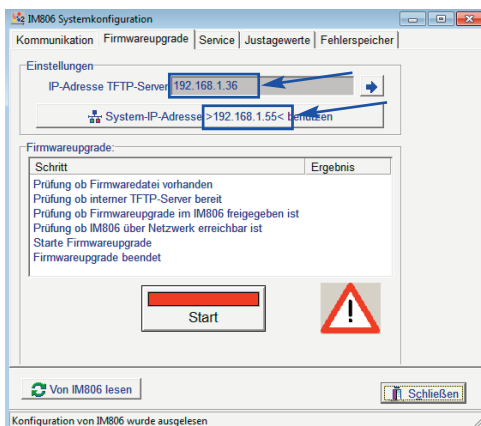 IM806 Systemkonfiguration
Kommunikation Firmwareupgrade Service Justagewerte Fehlerspeicher
Einstellungen
IP-Adresse TFTP-Server 192.168.1.36
System-IP-Adresse >192.168.1.55< benutzen
Firmwareupgrade:
Schritt Ergebnis
Prüfung ob Firmwaredatei vorhanden
Prüfung ob interner TFTP-Server bereit
Prüfung ob Firmwareupgrade im IM806 freigegeben ist
Prüfung ob IM806 über Netzwerk erreichbar ist
Starte Firmwareupgrade
Firmwareupgrade beendet
Start
!
Von IM806 lesen
Schließen
Konfiguration von IM806 wurde ausgelesen